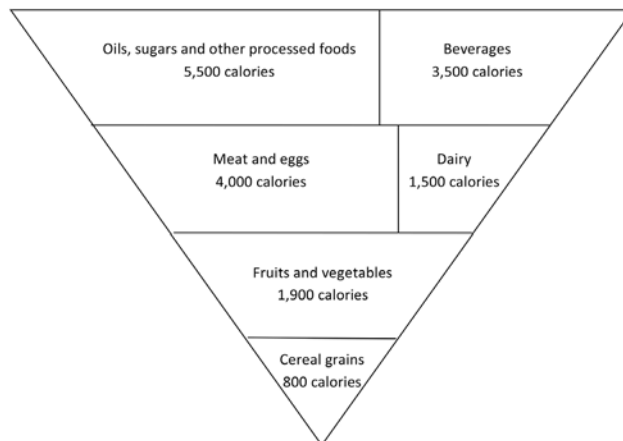 Oils, sugars and other processed foods
5,500 calories
Beverages
3,500 calories
Meat and eggs
4,000 calories
Dairy
1,500 calories
Fruits and vegetables
1,900 calories
Cereal grains
800 calories